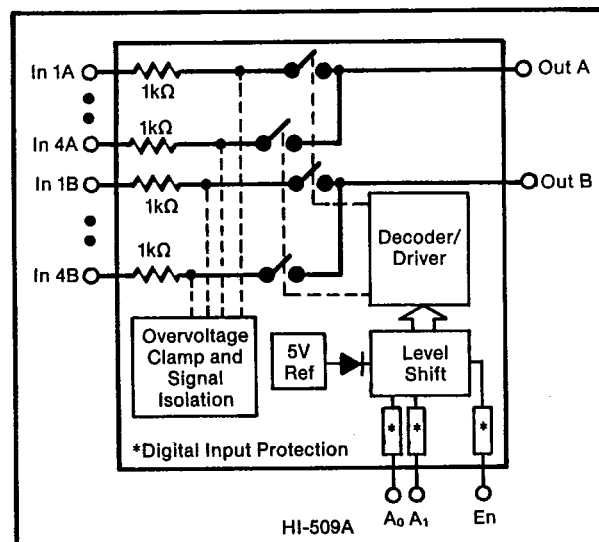 In 1A
1kΩ
Out A
1kΩ
In 4A
In 1B
1kΩ
Out B
1kΩ
In 4B
Decoder/
Driver
Overvoltage
Clamp and
Signal
Isolation
5V
Ref
Level
Shift
* * *
*Digital Input Protection
A₀ A₁ En
HI-509A